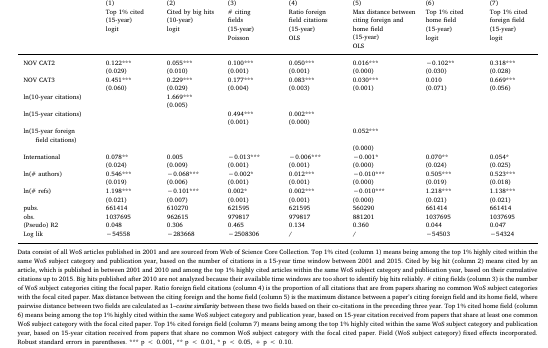 (1) (2) (3) (4) (5) (6) (7)
Top 1% cited Cited by big hits # citing Ratio foreign Max distance between Top 1% cited Top 1% cited
(15-year) (10-year) fields field citations citing foreign and home field foreign field
logit logit (15-year) (15-year) home field (15-year) (15-year)
Poisson OLS (15-year) logit logit
OLS
NOV CAT2 0.122*** 0.055*** 0.100*** 0.050*** 0.016*** −0.102** 0.318***
(0.029) (0.010) (0.001) (0.001) (0.000) (0.030) (0.028)
NOV CAT3 0.451*** 0.229*** 0.177*** 0.083*** 0.030*** 0.010 0.669***
(0.060) (0.029) (0.004) (0.003) (0.001) (0.071) (0.056)
ln(10-year citations) 1.669***
(0.005)
ln(15-year citations) 0.494*** 0.002***
(0.001) (0.000)
ln(15-year foreign 0.052***
field citations)
(0.000)
International 0.078** 0.005 −0.013*** −0.006*** −0.001* 0.070** 0.054*
(0.024) (0.009) (0.001) (0.001) (0.000) (0.024) (0.025)
ln(# authors) 0.546*** −0.068*** −0.002* 0.012*** −0.010*** 0.505*** 0.523***
(0.019) (0.006) (0.001) (0.001) (0.000) (0.019) (0.018)
ln(# refs) 1.198*** −0.101*** 0.002* 0.002*** −0.010*** 1.218*** 1.138***
(0.021) (0.007) (0.001) (0.001) (0.000) (0.021) (0.021)
pubs. 661414 610270 621595 621595 560290 661414 661414
obs. 1037695 962615 979817 979817 881201 1037695 1037695
(Pseudo) R2 0.048 0.306 0.465 0.134 0.360 0.044 0.047
Log lik −54558 −283668 −2508306 / / −54503 −54324
Data consist of all WoS articles published in 2001 and are sourced from Web of Science Core Collection. Top 1% cited (column 1) means being among the top 1% highly cited within the
same WoS subject category and publication year, based on the number of citations in a 15-year time window between 2001 and 2015. Cited by big hit (column 2) means cited by an
article, which is published in between 2001 and 2010 and among the top 1% highly cited articles within the same WoS subject category and publication year, based on their cumulative
citations up to 2015. Big hits published after 2010 are not analyzed because their available time windows are too short to identify big hits reliably. # citing fields (column 3) is the number
of WoS subject categories citing the focal paper. Ratio foreign field citations (column 4) is the proportion of all citations that are from papers sharing no common WoS subject categories
with the focal cited paper. Max distance between the citing foreign and the home field (column 5) is the maximum distance between a paper's citing foreign field and its home field, where
pairwise distance between two fields are calculated as 1–cosine similarity between these two fields based on their co-citations in the preceding three year. Top 1% cited home field (column
6) means being among the top 1% highly cited within the same WoS subject category and publication year, based on 15-year citation received from papers that share at least one common
WoS subject category with the focal cited paper. Top 1% cited foreign field (column 7) means being among the top 1% highly cited within the same WoS subject category and publication
year, based on 15-year citation received from papers that share no common WoS subject category with the focal cited paper. Field (WoS subject category) fixed effects incorporated.
Robust standard errors in parentheses. *** p < 0.001, ** p < 0.01, * p < 0.05, + p < 0.10.